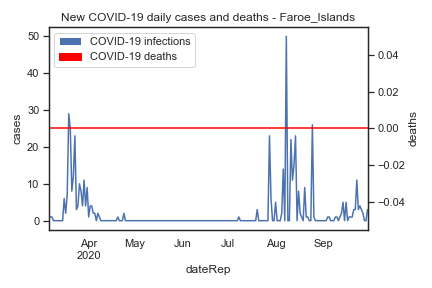 New COVID-19 daily cases and deaths - Faroe_Islands
COVID-19 infections
COVID-19 deaths
50
40
30
20
10
0
cases
0.04
0.02
0.00
−0.02
−0.04
deaths
Apr
2020
May
Jun
Jul
Aug
Sep
dateRep